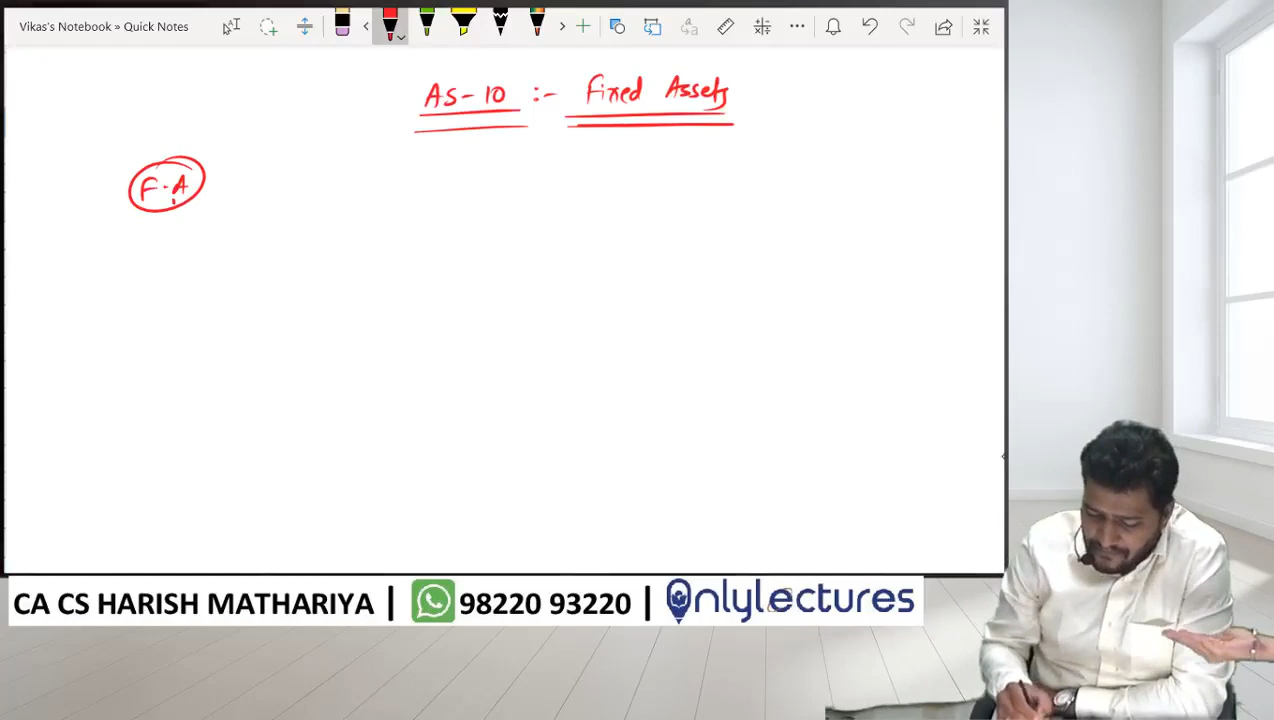 Vikas's Notebook » Quick Notes
AS-10 :- Fixed Assets
F.A
CA CS HARISH MATHARIYA | 98220 93220 | Onlylectures